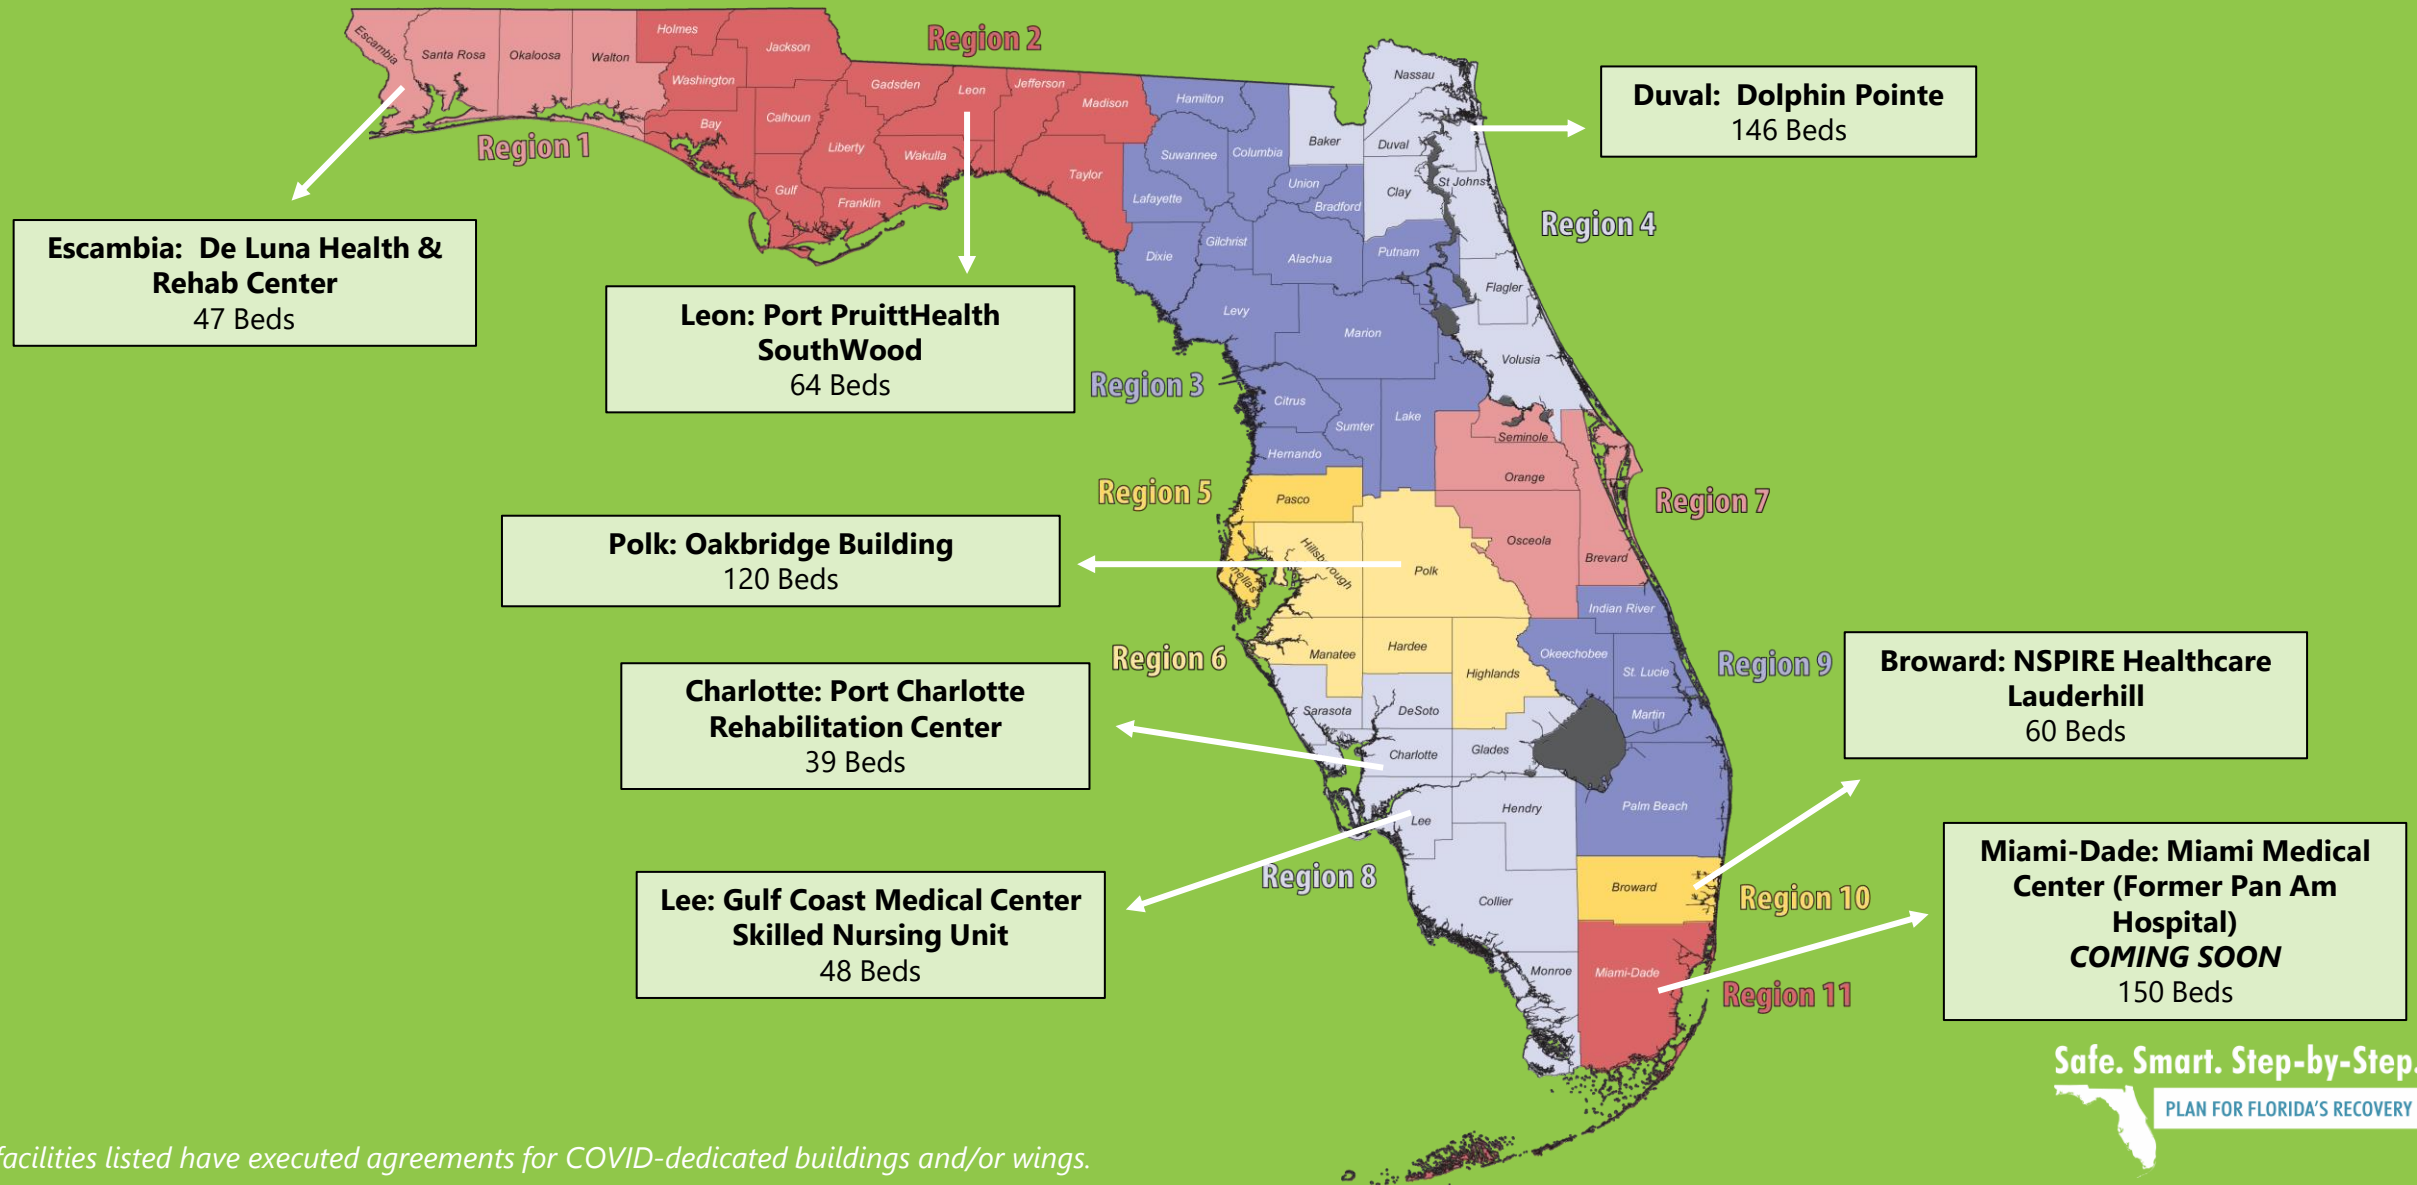 Region 1
Region 2
Region 3
Region 4
Region 5
Region 6
Region 7
Region 8
Region 9
Region 10
Region 11
Escambia
Santa Rosa
Okaloosa
Walton
Holmes
Jackson
Washington
Bay
Calhoun
Gulf
Liberty
Gadsden
Franklin
Leon
Wakulla
Jefferson
Madison
Taylor
Hamilton
Suwannee
Columbia
Lafayette
Union
Bradford
Dixie
Gilchrist
Alachua
Putnam
Levy
Marion
Citrus
Sumter
Lake
Hernando
Nassau
Baker
Duval
Clay
St Johns
Flagler
Volusia
Pasco
Hillsborough
Polk
Manatee
Hardee
Highlands
Seminole
Orange
Osceola
Brevard
Indian River
Okeechobee
St. Lucie
Martin
Palm Beach
Sarasota
DeSoto
Charlotte
Glades
Lee
Hendry
Collier
Monroe
Broward
Miami-Dade
Duval: Dolphin Pointe
146 Beds
Escambia: De Luna Health &
Rehab Center
47 Beds
Leon: Port PruittHealth
SouthWood
64 Beds
Polk: Oakbridge Building
120 Beds
Charlotte: Port Charlotte
Rehabilitation Center
39 Beds
Lee: Gulf Coast Medical Center
Skilled Nursing Unit
48 Beds
Broward: NSPIRE Healthcare
Lauderhill
60 Beds
Miami-Dade: Miami Medical
Center (Former Pan Am
Hospital)
COMING SOON
150 Beds
Safe. Smart. Step-by-Step.
PLAN FOR FLORIDA'S RECOVERY
facilities listed have executed agreements for COVID-dedicated buildings and/or wings.